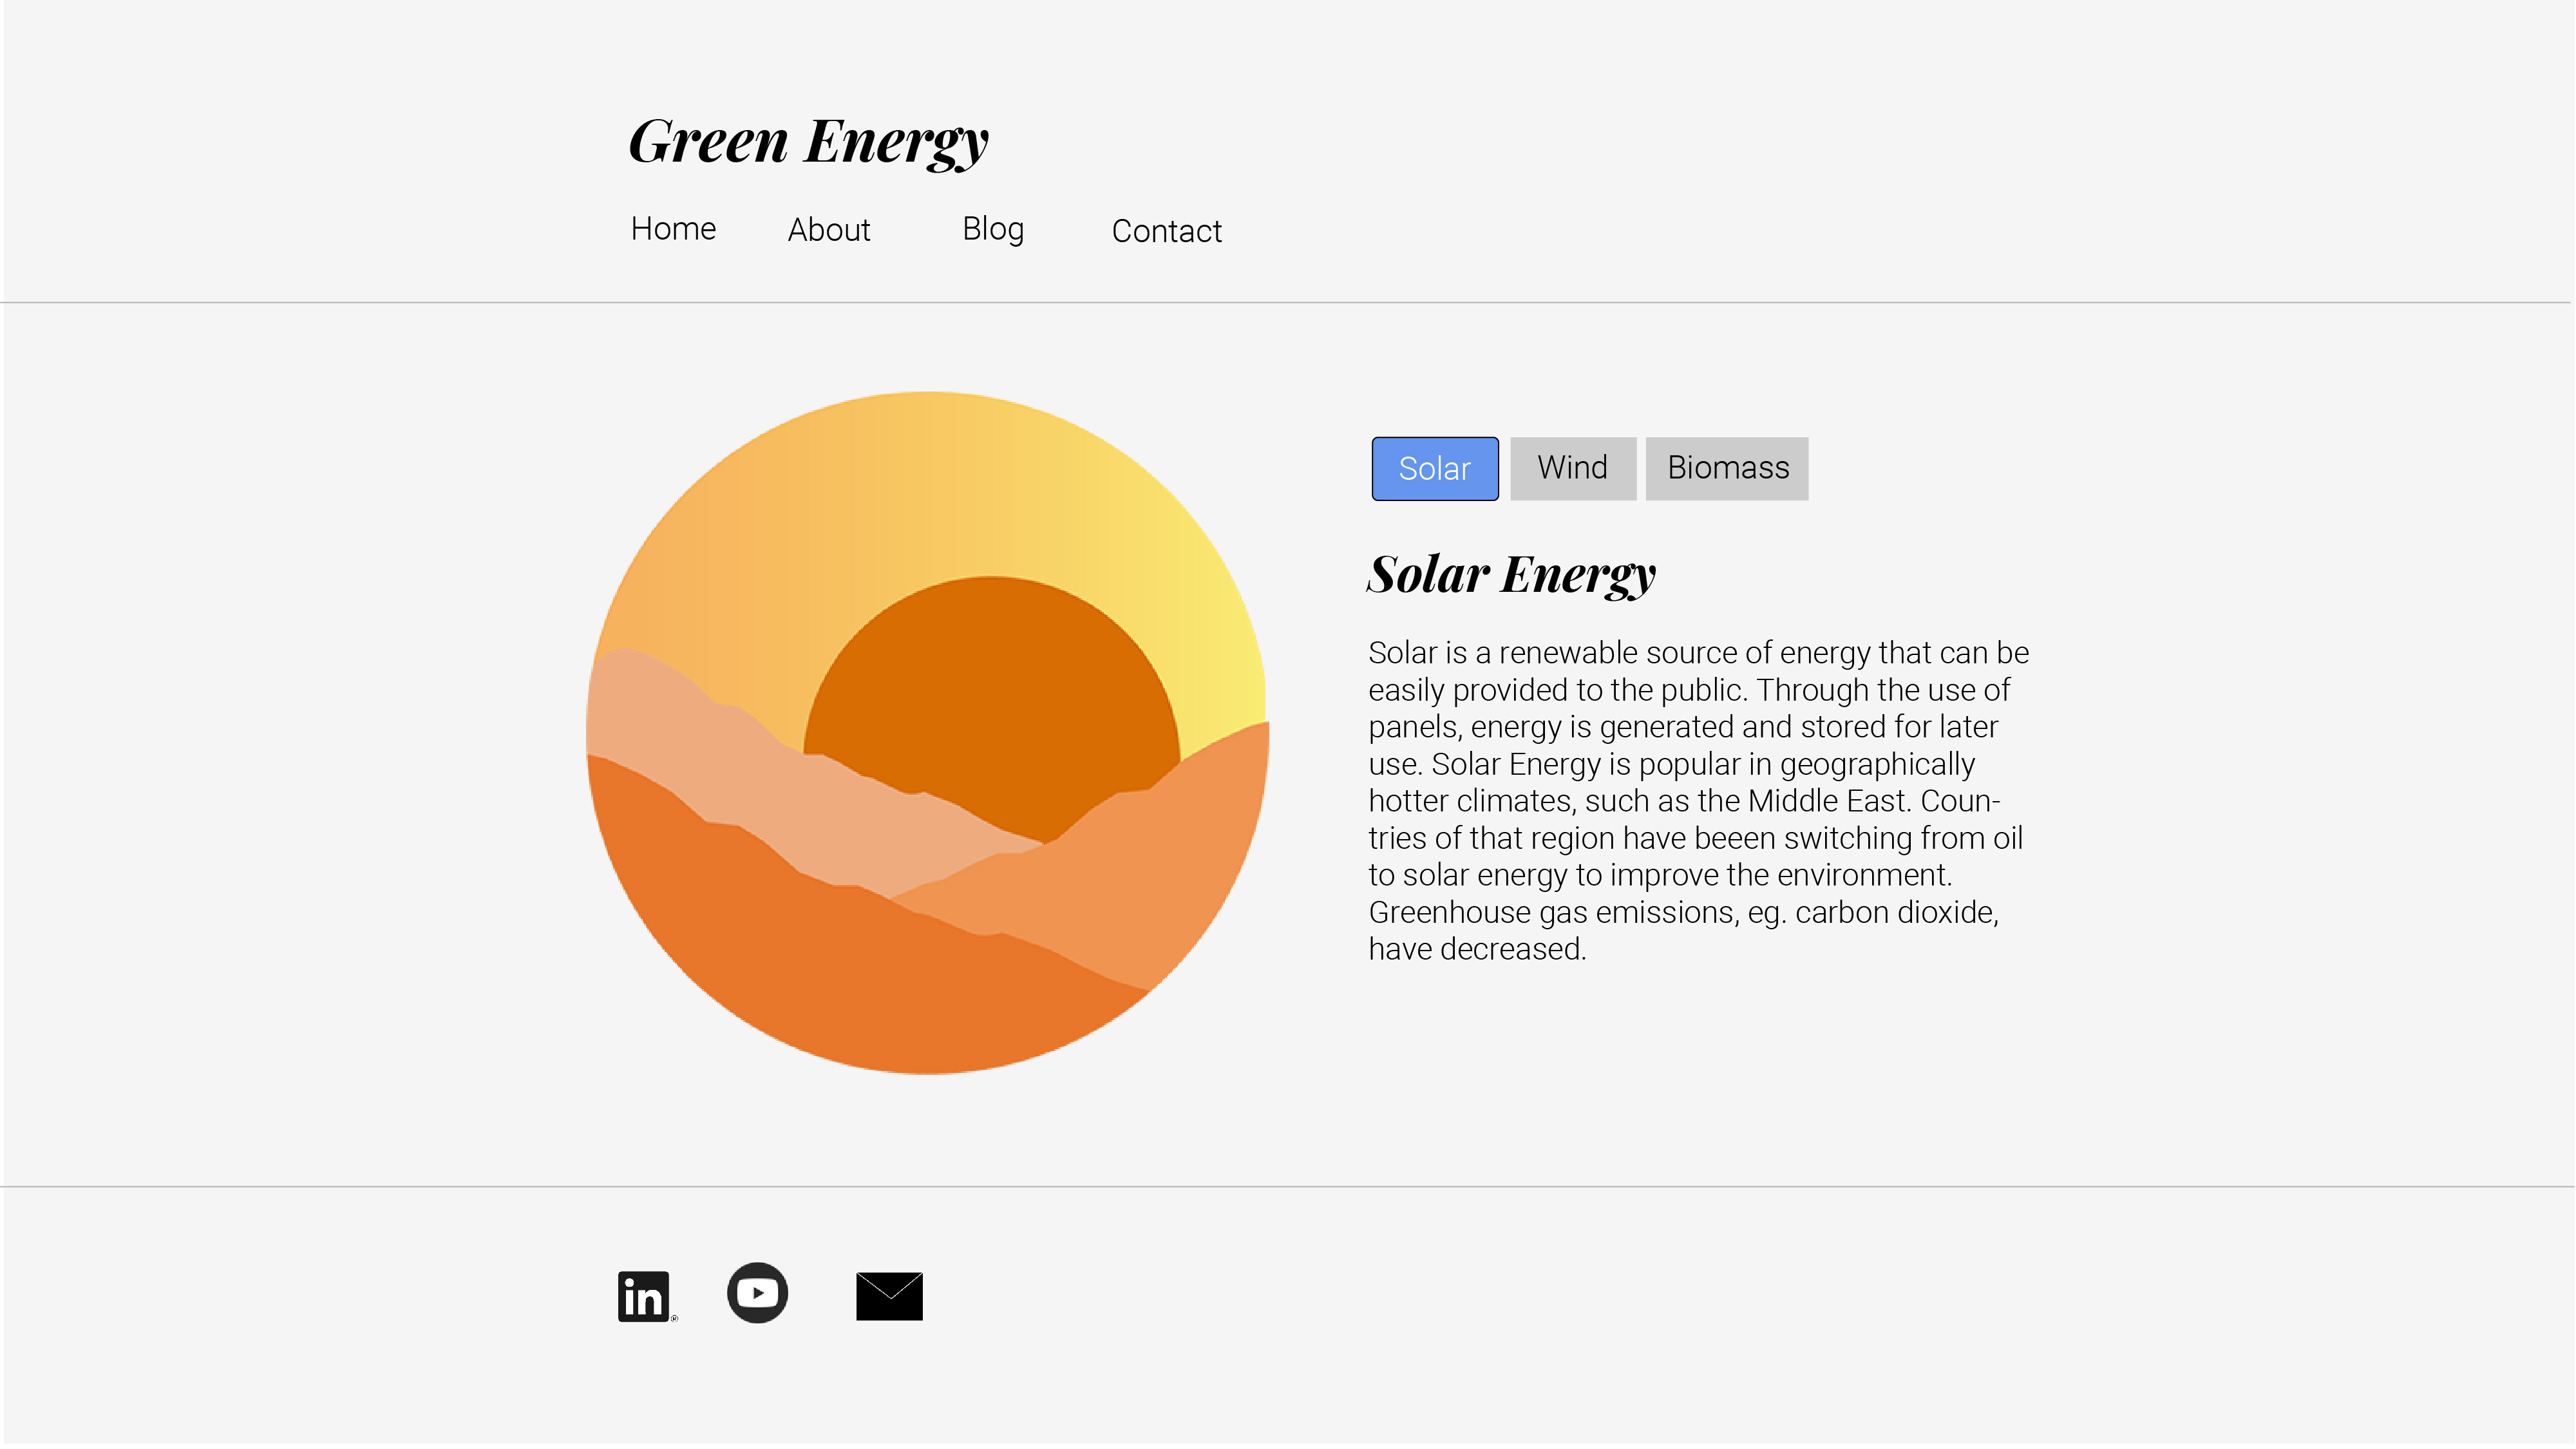 Green Energy
Home About Blog Contact
Solar Wind Biomass
Solar Energy
Solar is a renewable source of energy that can be
easily provided to the public. Through the use of
panels, energy is generated and stored for later
use. Solar Energy is popular in geographically
hotter climates, such as the Middle East. Coun-
tries of that region have beeen switching from oil
to solar energy to improve the environment.
Greenhouse gas emissions, eg. carbon dioxide,
have decreased.
in®